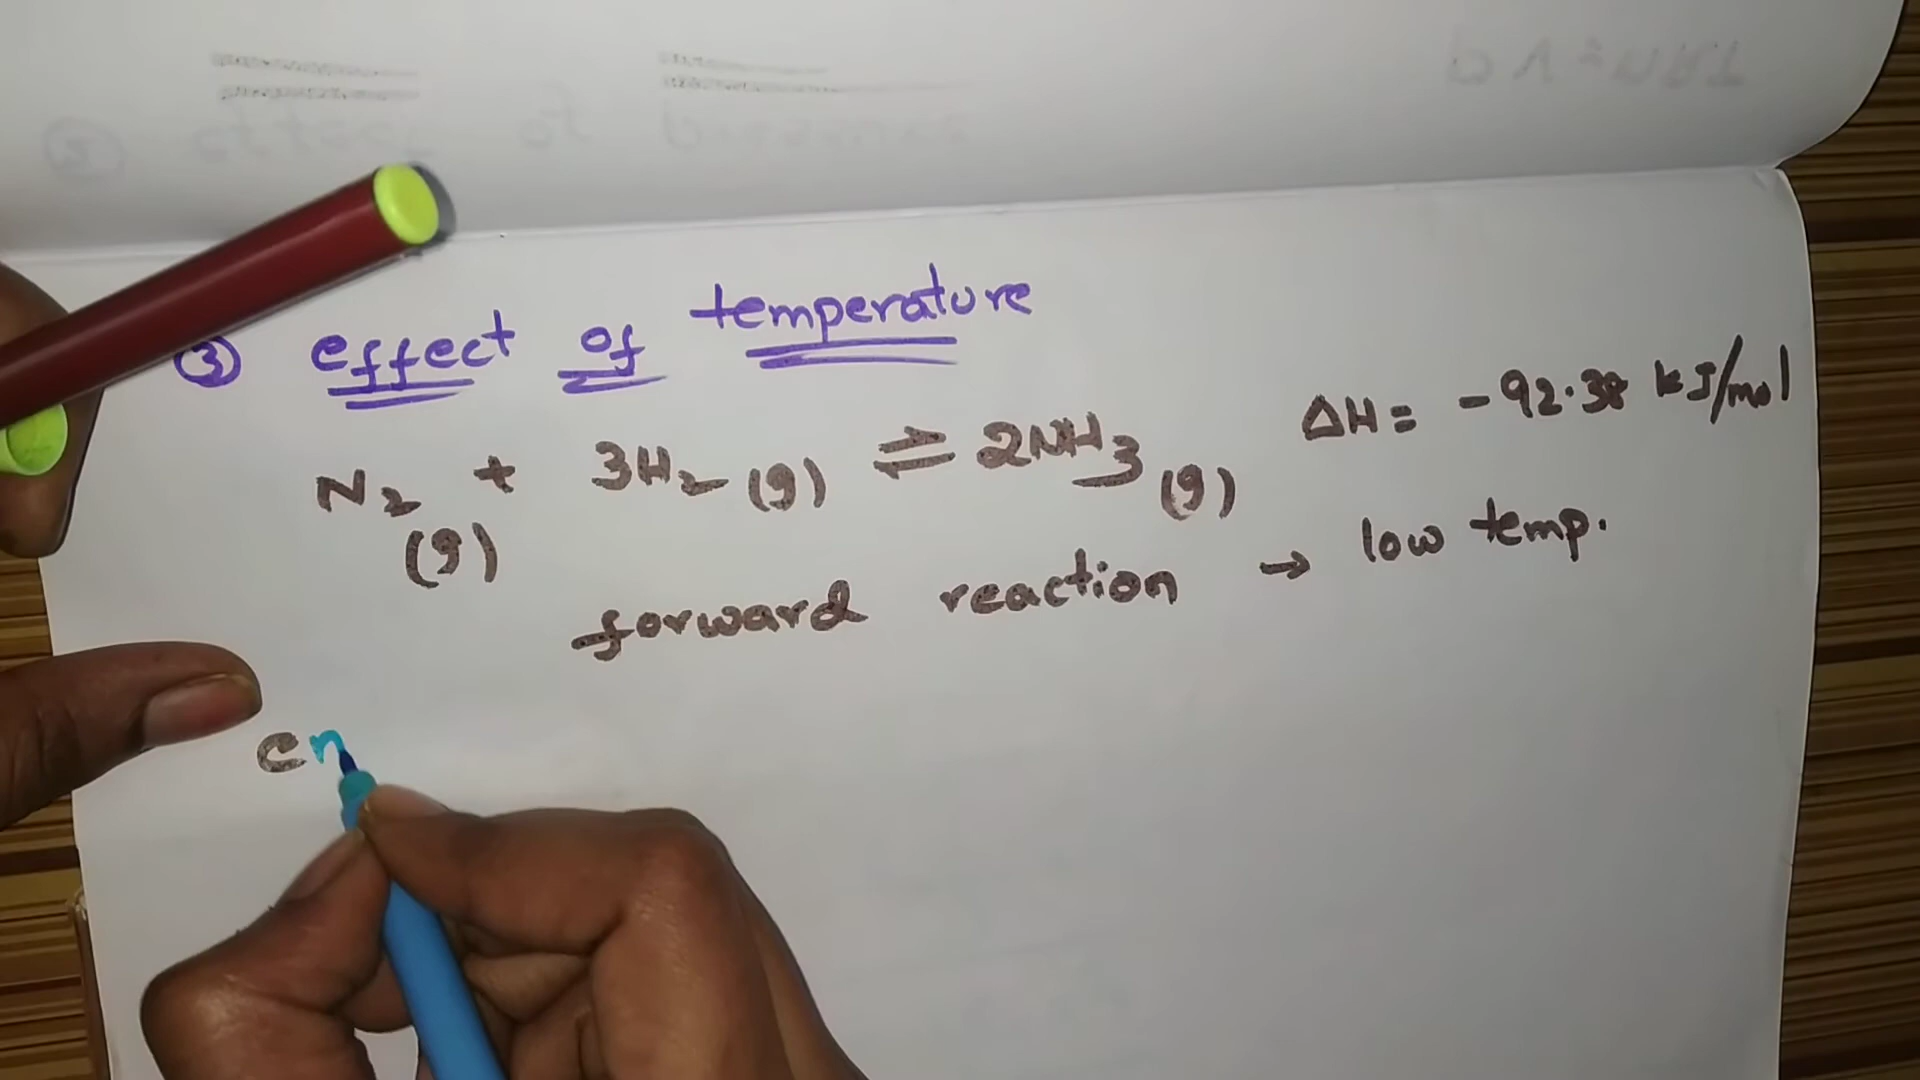 ③ effect of temperature
N₂ (g) + 3H₂ (g) ⇌ 2NH₃ (g) ΔH = -92.38 kJ/mol
forward reaction → low temp.
en